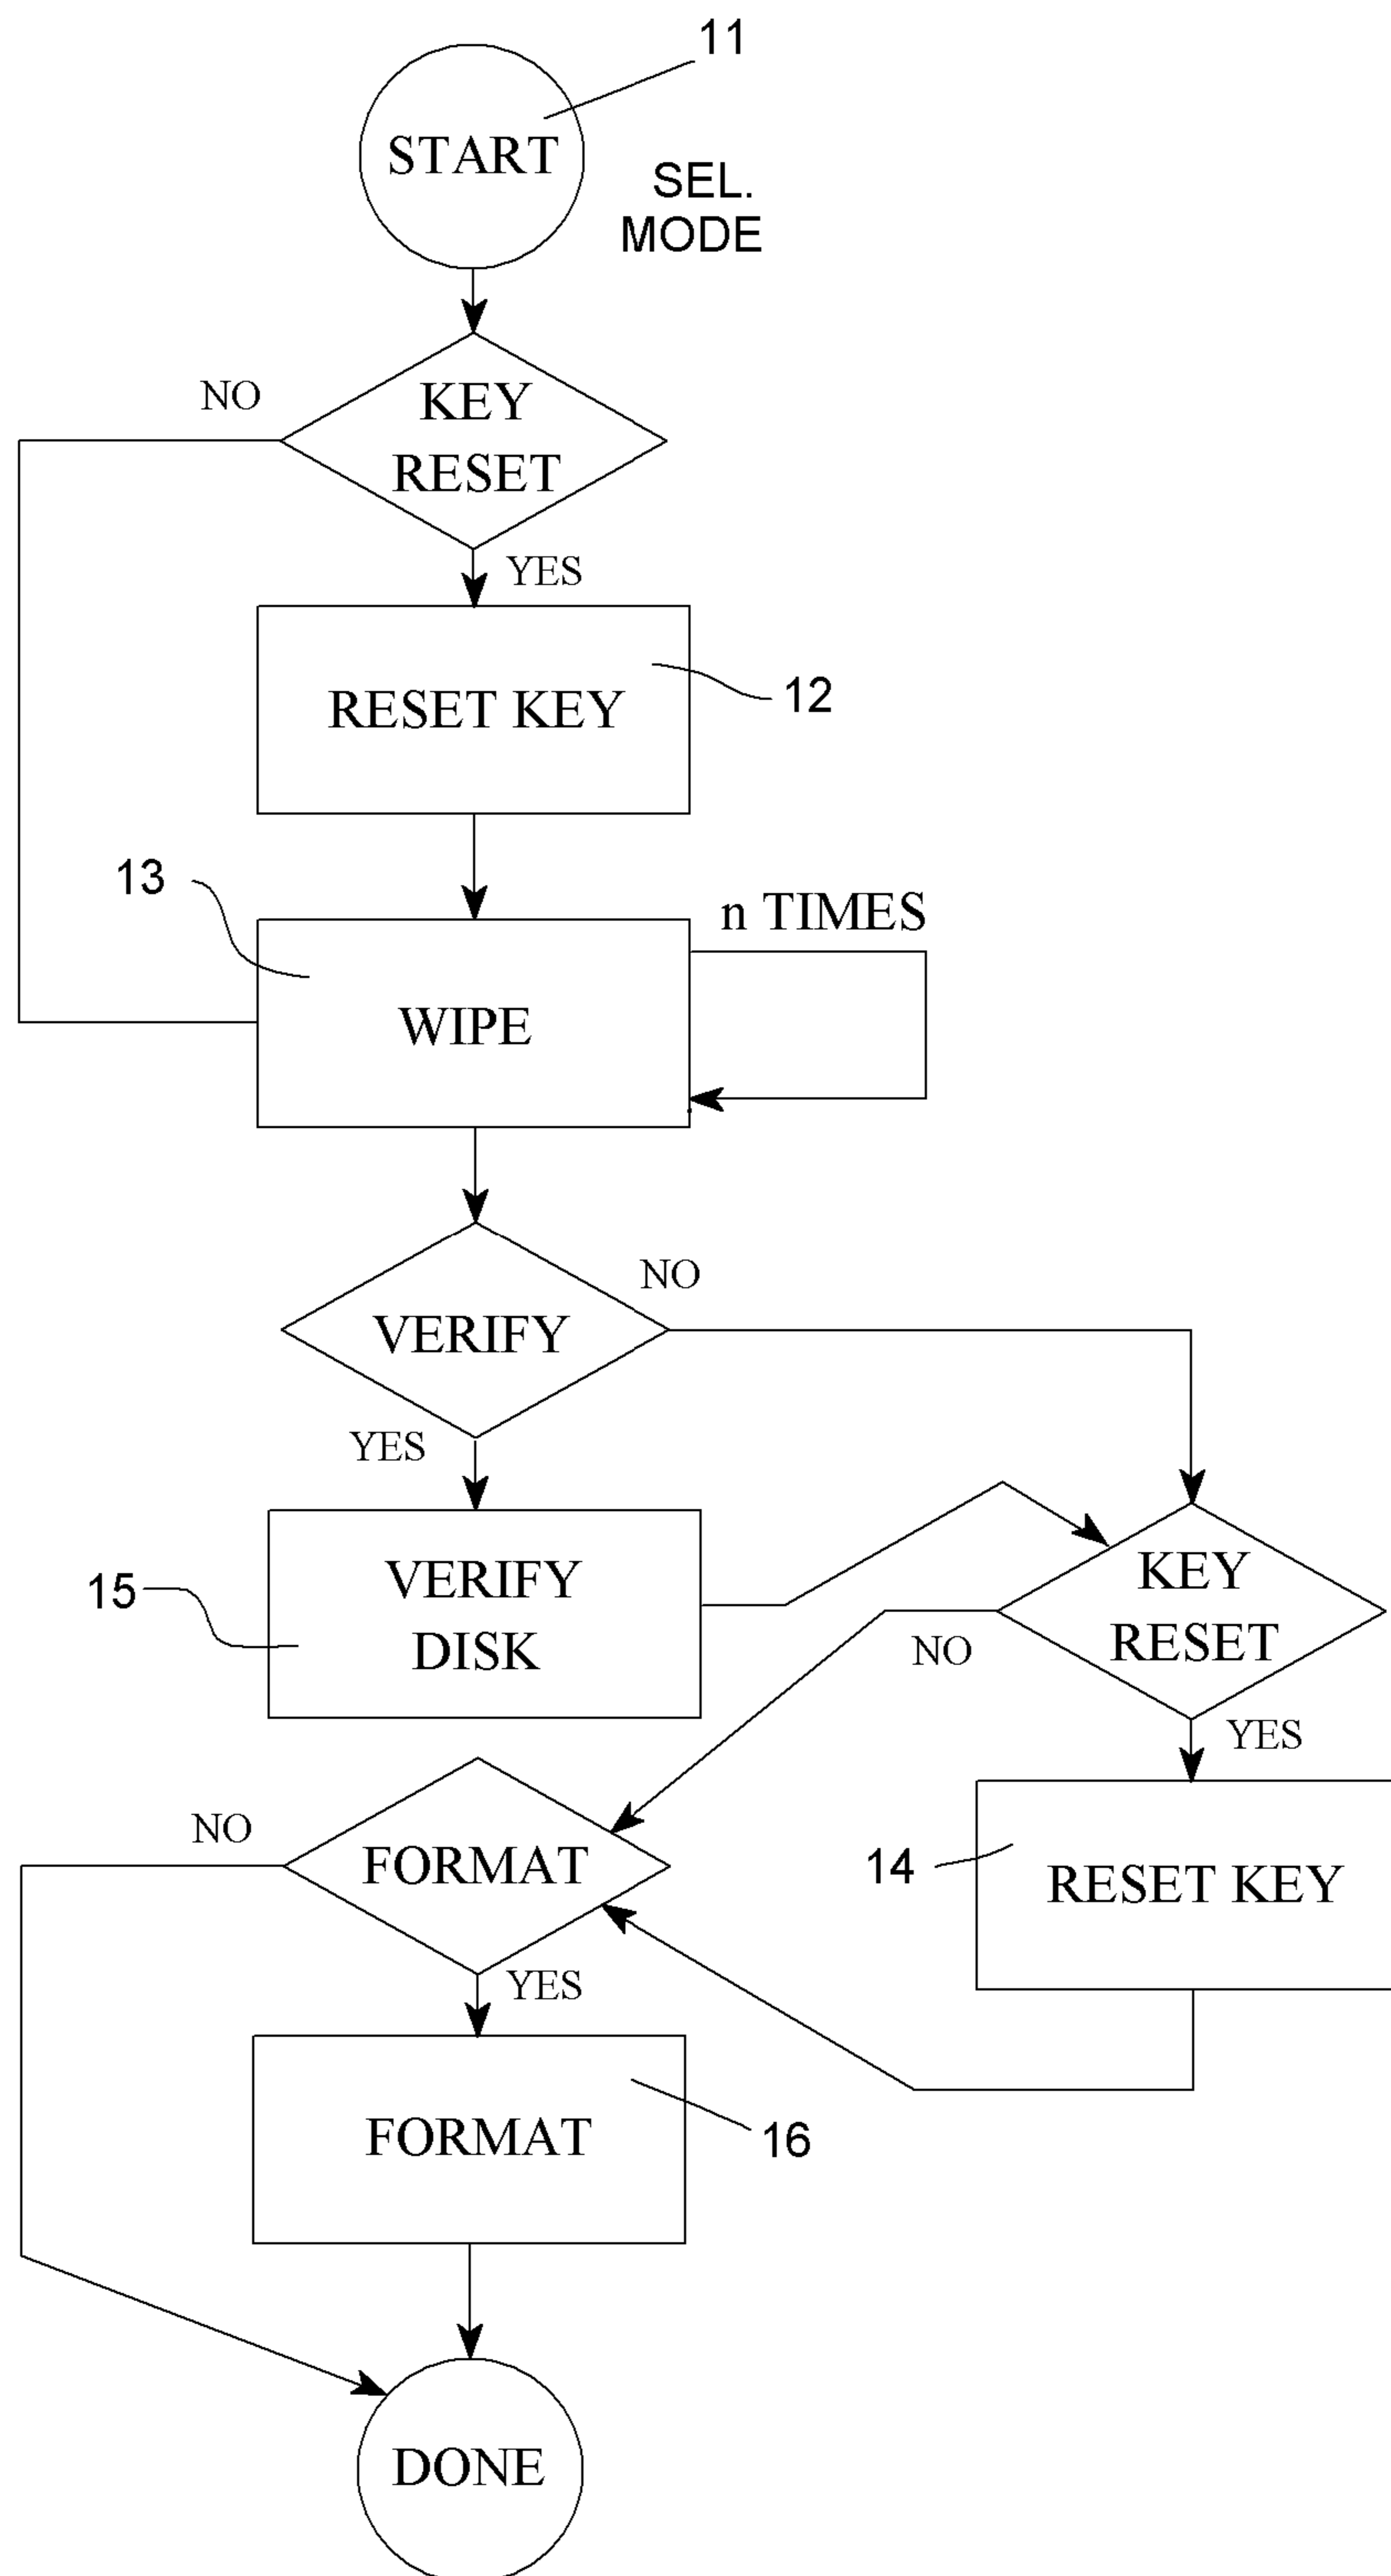 11
START
SEL.
MODE
NO
KEY
RESET
YES
RESET KEY
12
13
n TIMES
WIPE
NO
VERIFY
YES
VERIFY
DISK
15
KEY
RESET
NO
YES
NO
FORMAT
14
RESET KEY
YES
FORMAT
16
DONE